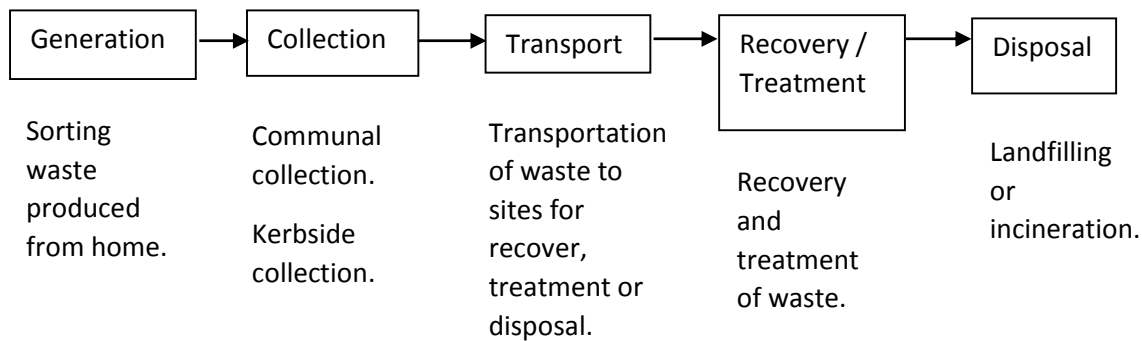 Generation
Collection
Transport
Recovery /
Treatment
Disposal
Sorting
waste
produced
from home.
Communal
collection.
Kerbside
collection.
Transportation
of waste to
sites for
recover,
treatment or
disposal.
Recovery
and
treatment
of waste.
Landfilling
or
incineration.